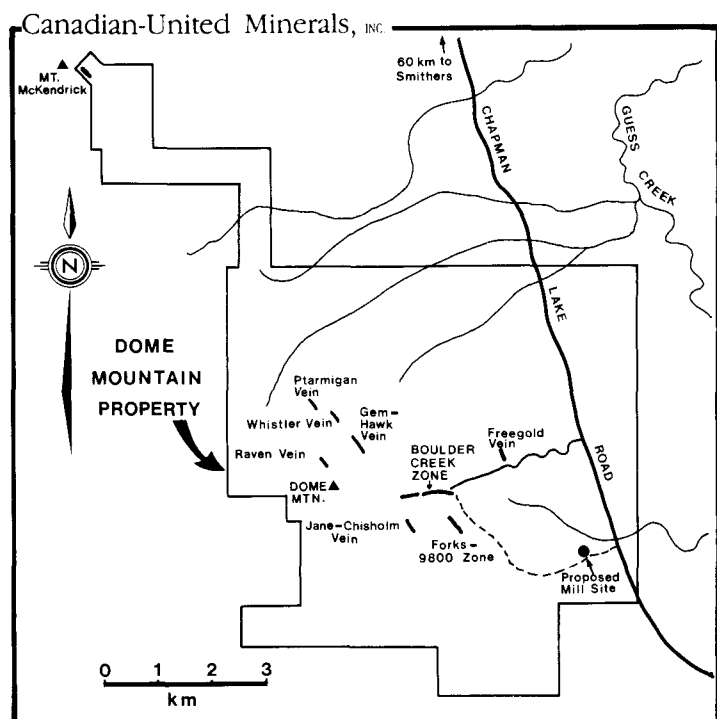 Canadian-United Minerals, INC.
MT.
McKENDRICK
60 km to
Smithers
CHAPMAN
LAKE
ROAD
GUESS
CREEK
N
DOME
MOUNTAIN
PROPERTY
Ptarmigan
Vein
Whistler Vein
Gem-
Hawk
Vein
Raven Vein
DOME
MTN.
BOULDER
CREEK
ZONE
Freegold
Vein
Jane-Chisholm
Vein
Forks-
9800 Zone
Proposed
Mill Site
0 1 2 3
km